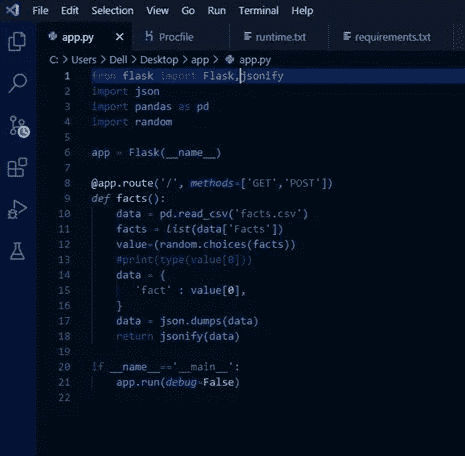 File Edit Selection View Go Run Terminal Help
app.py Procfile runtime.txt requirements.txt
C: > Users > Dell > Desktop > app > app.py
1 from flask import Flask,jsonify
2 import json
3 import pandas as pd
4 import random
5
6 app = Flask(__name__)
7
8 @app.route('/', methods=['GET','POST'])
9 def facts():
10 data = pd.read_csv('facts.csv')
11 facts = list(data['Facts'])
12 value=(random.choices(facts))
13 #print(type(value[0]))
14 data = {
15 'fact' : value[0],
16 }
17 data = json.dumps(data)
18 return jsonify(data)
19
20 if __name__=='__main__':
21 app.run(debug=False)
22